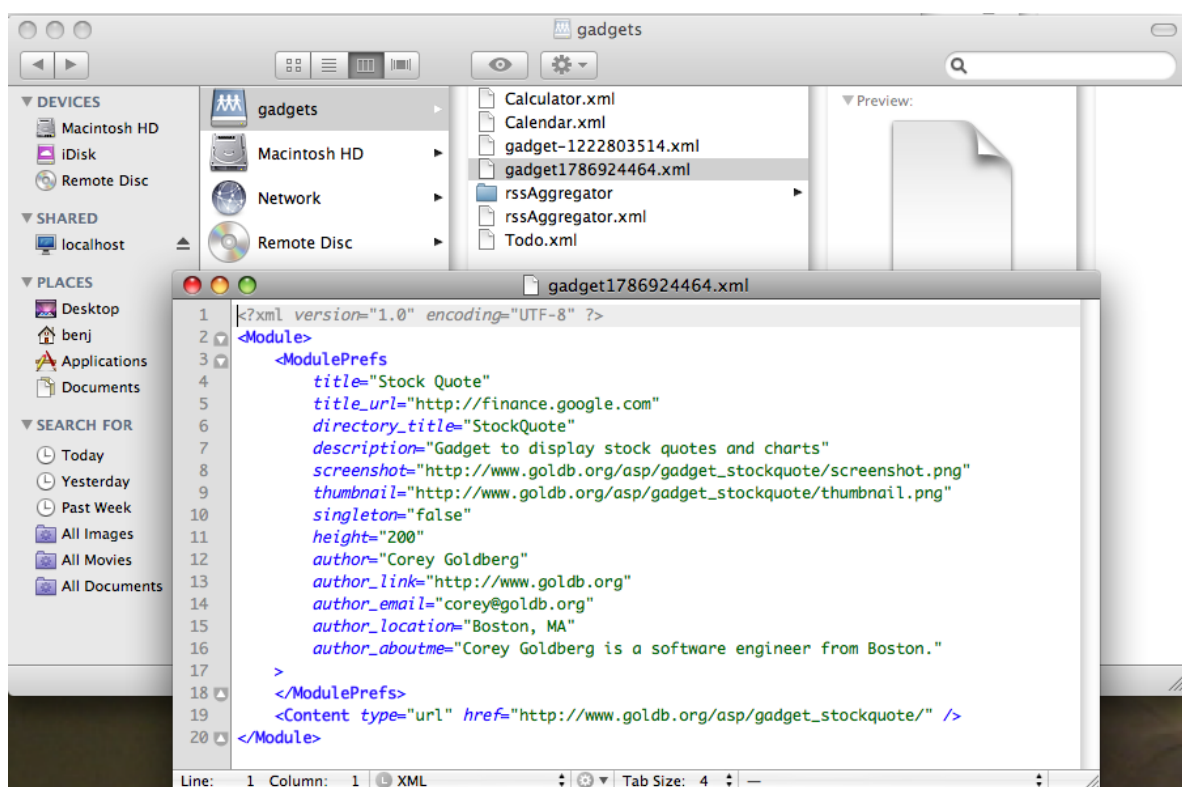 gadgets
DEVICES
Macintosh HD
iDisk
Remote Disc
SHARED
localhost
PLACES
Desktop
benj
Applications
Documents
SEARCH FOR
Today
Yesterday
Past Week
All Images
All Movies
All Documents
gadgets
Macintosh HD
Network
Remote Disc
Calculator.xml
Calendar.xml
gadget-1222803514.xml
gadget1786924464.xml
rssAggregator
rssAggregator.xml
Todo.xml
Preview:
gadget1786924464.xml
1 <?xml version="1.0" encoding="UTF-8" ?>
2 <Module>
3 <ModulePrefs
4 title="Stock Quote"
5 title_url="http://finance.google.com"
6 directory_title="StockQuote"
7 description="Gadget to display stock quotes and charts"
8 screenshot="http://www.goldb.org/asp/gadget_stockquote/screenshot.png"
9 thumbnail="http://www.goldb.org/asp/gadget_stockquote/thumbnail.png"
10 singleton="false"
11 height="200"
12 author="Corey Goldberg"
13 author_link="http://www.goldb.org"
14 author_email="corey@goldb.org"
15 author_location="Boston, MA"
16 author_aboutme="Corey Goldberg is a software engineer from Boston."
17 >
18 </ModulePrefs>
19 <Content type="url" href="http://www.goldb.org/asp/gadget_stockquote/" />
20 </Module>
Line: 1 Column: 1 L XML Tab Size: 4 —